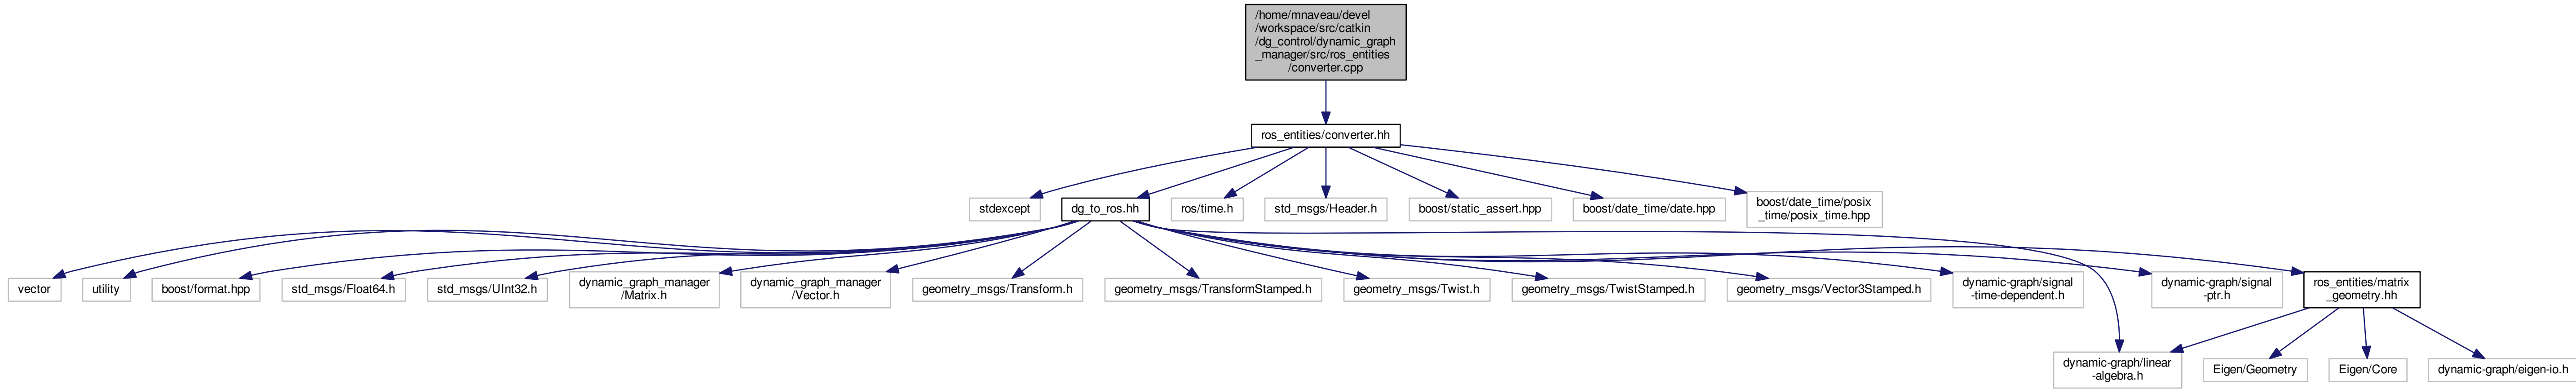 /home/mnaveau/devel
/workspace/src/catkin
/dg_control/dynamic_graph
_manager/src/ros_entities
/converter.cpp
ros_entities/converter.hh
stdexcept
dg_to_ros.hh
ros/time.h
std_msgs/Header.h
boost/static_assert.hpp
boost/date_time/date.hpp
boost/date_time/posix
_time/posix_time.hpp
vector
utility
boost/format.hpp
std_msgs/Float64.h
std_msgs/UInt32.h
dynamic_graph_manager
/Matrix.h
dynamic_graph_manager
/Vector.h
geometry_msgs/Transform.h
geometry_msgs/TransformStamped.h
geometry_msgs/Twist.h
geometry_msgs/TwistStamped.h
geometry_msgs/Vector3Stamped.h
dynamic-graph/signal
-time-dependent.h
dynamic-graph/signal
-ptr.h
ros_entities/matrix
_geometry.hh
dynamic-graph/linear
-algebra.h
Eigen/Geometry
Eigen/Core
dynamic-graph/eigen-io.h